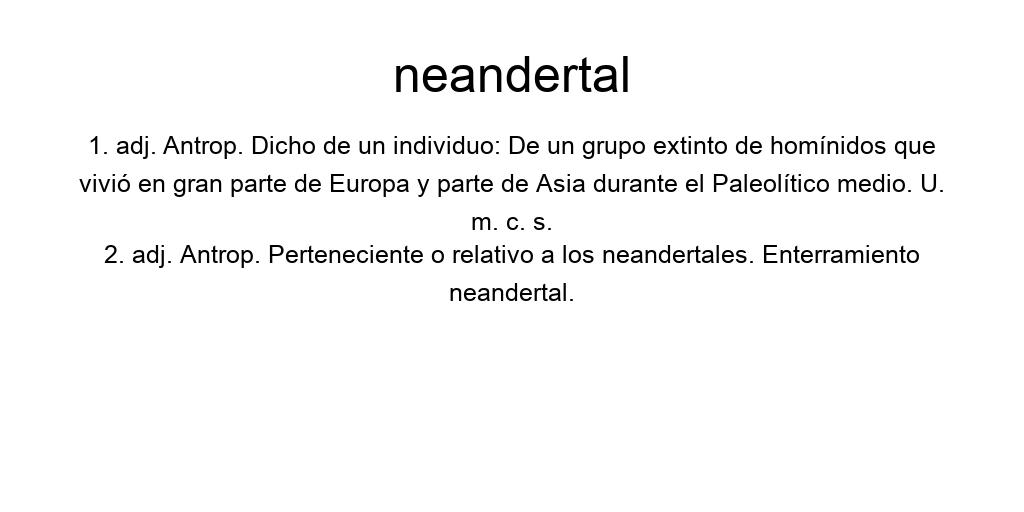 neandertal
1. adj. Antrop. Dicho de un individuo: De un grupo extinto de homínidos que
vivió en gran parte de Europa y parte de Asia durante el Paleolítico medio. U.
m. c. s.
2. adj. Antrop. Perteneciente o relativo a los neandertales. Enterramiento
neandertal.